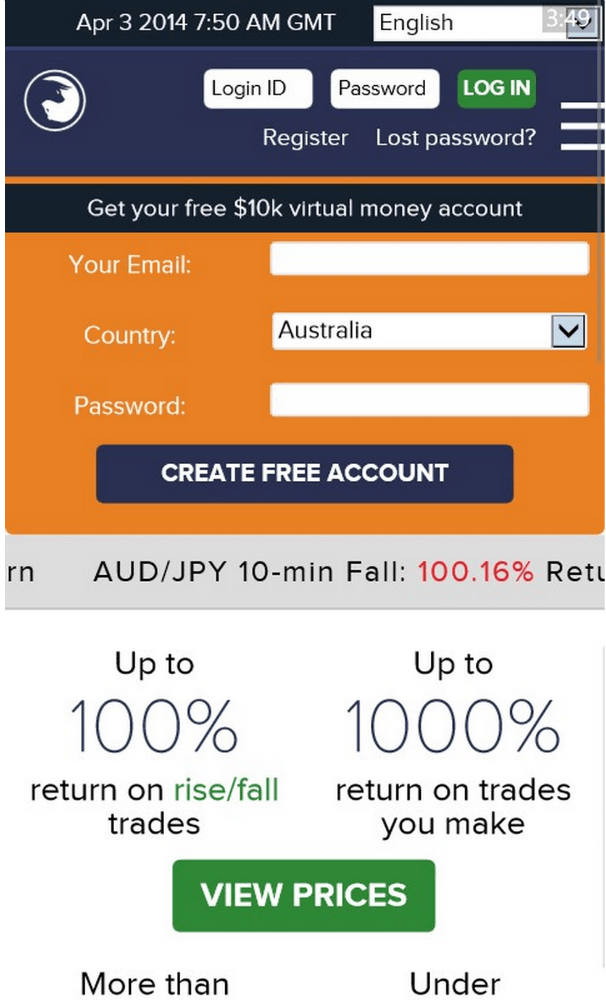 Apr 3 2014 7:50 AM GMT English 3:49
Login ID Password LOG IN
Register Lost password?
Get your free $10k virtual money account
Your Email:
Country: Australia
Password:
CREATE FREE ACCOUNT
rn AUD/JPY 10-min Fall: 100.16% Retu
Up to Up to
100% 1000%
return on rise/fall return on trades
trades you make
VIEW PRICES
More than Under